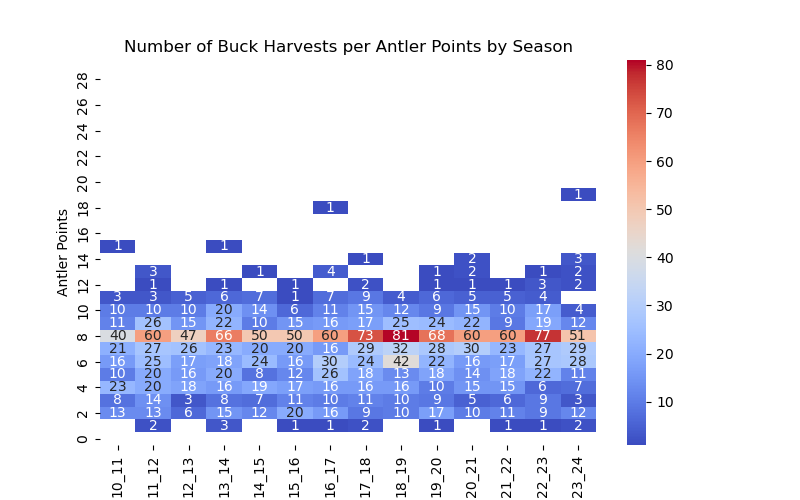 Number of Buck Harvests per Antler Points by Season
Antler Points
28
26
24
22
20
1
18 1
16
1 1
14 1 2 3
3 1 4 1 2 1 2
12 1 1 1 2 1 1 1 3 2
3 3 5 6 7 1 7 9 4 6 5 5 4
10 10 10 10 20 14 6 11 15 12 9 15 10 17 4
11 26 15 22 10 15 16 17 25 24 22 9 19 12
8 40 60 47 66 50 50 60 73 81 68 60 60 77 51
21 27 26 23 20 20 16 29 32 28 30 23 27 29
6 16 25 17 18 24 16 30 24 42 22 16 17 27 28
10 20 16 20 8 12 26 18 13 18 14 18 22 11
4 23 20 18 16 19 17 16 16 16 10 15 15 6 7
8 14 3 8 7 11 10 11 10 9 5 6 9 3
2 13 13 6 15 12 20 16 9 10 17 10 11 9 12
2 3 1 1 2 1 1 1 2
0
10_11 11_12 12_13 13_14 14_15 15_16 16_17 17_18 18_19 19_20 20_21 21_22 22_23 23_24
80
70
60
50
40
30
20
10